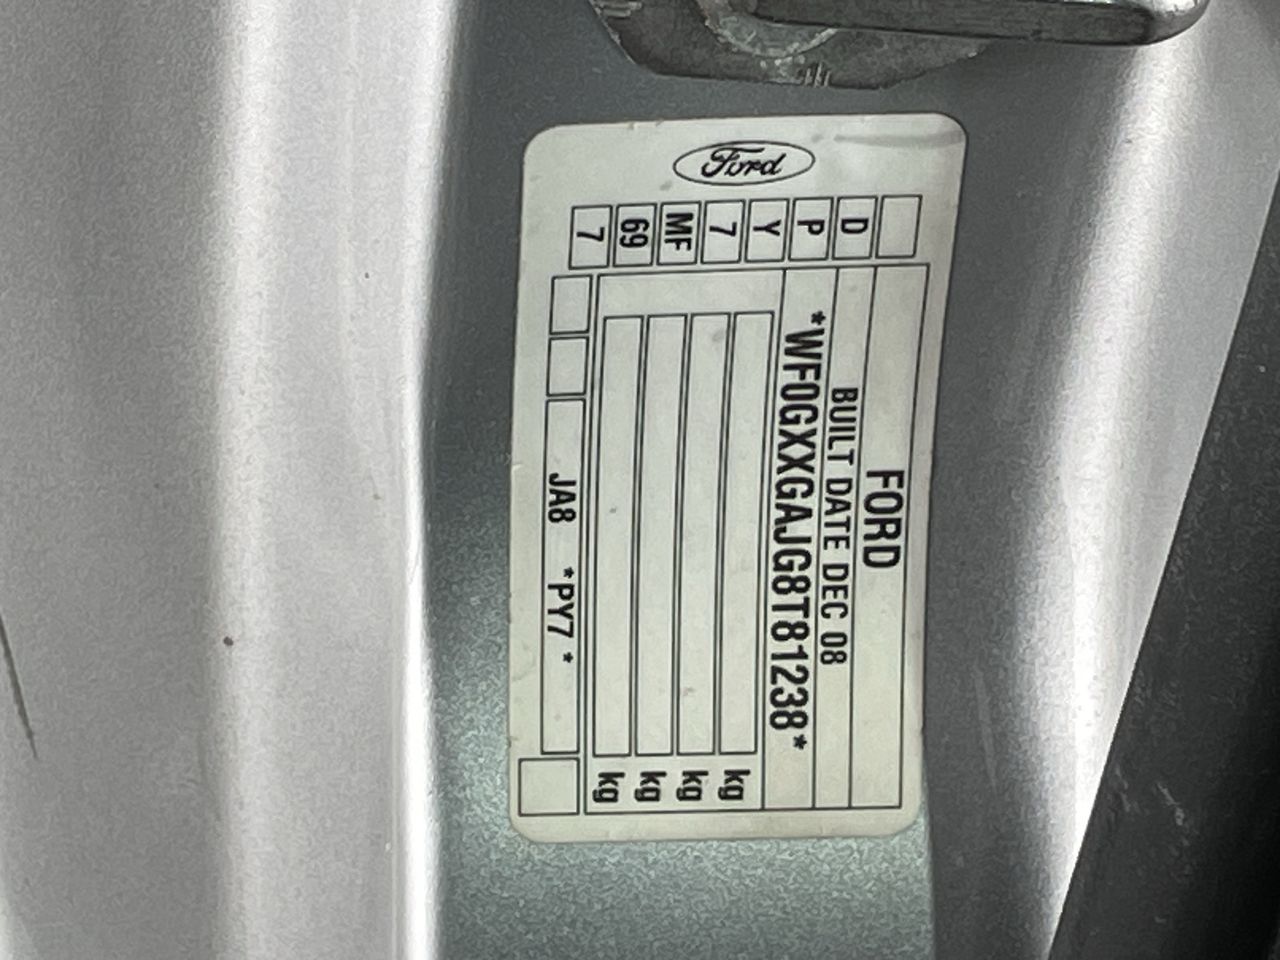 Ford
FORD
BUILT DATE DEC 08
*WF0GXXGAJG8T81238*
kg
kg
kg
kg
JA8 *PY7 *
D
P
Y
7
MF
69
7